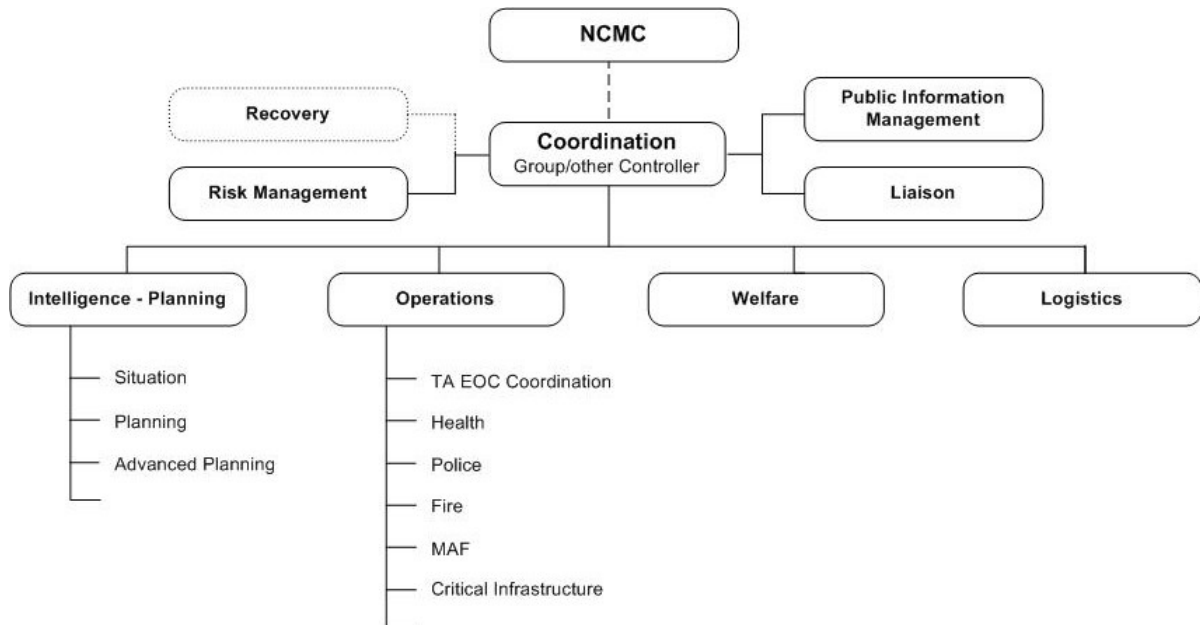 NCMC
Recovery
Public Information
Management
Coordination
Group/other Controller
Risk Management
Liaison
Intelligence - Planning
Operations
Welfare
Logistics
Situation
Planning
Advanced Planning
TA EOC Coordination
Health
Police
Fire
MAF
Critical Infrastructure